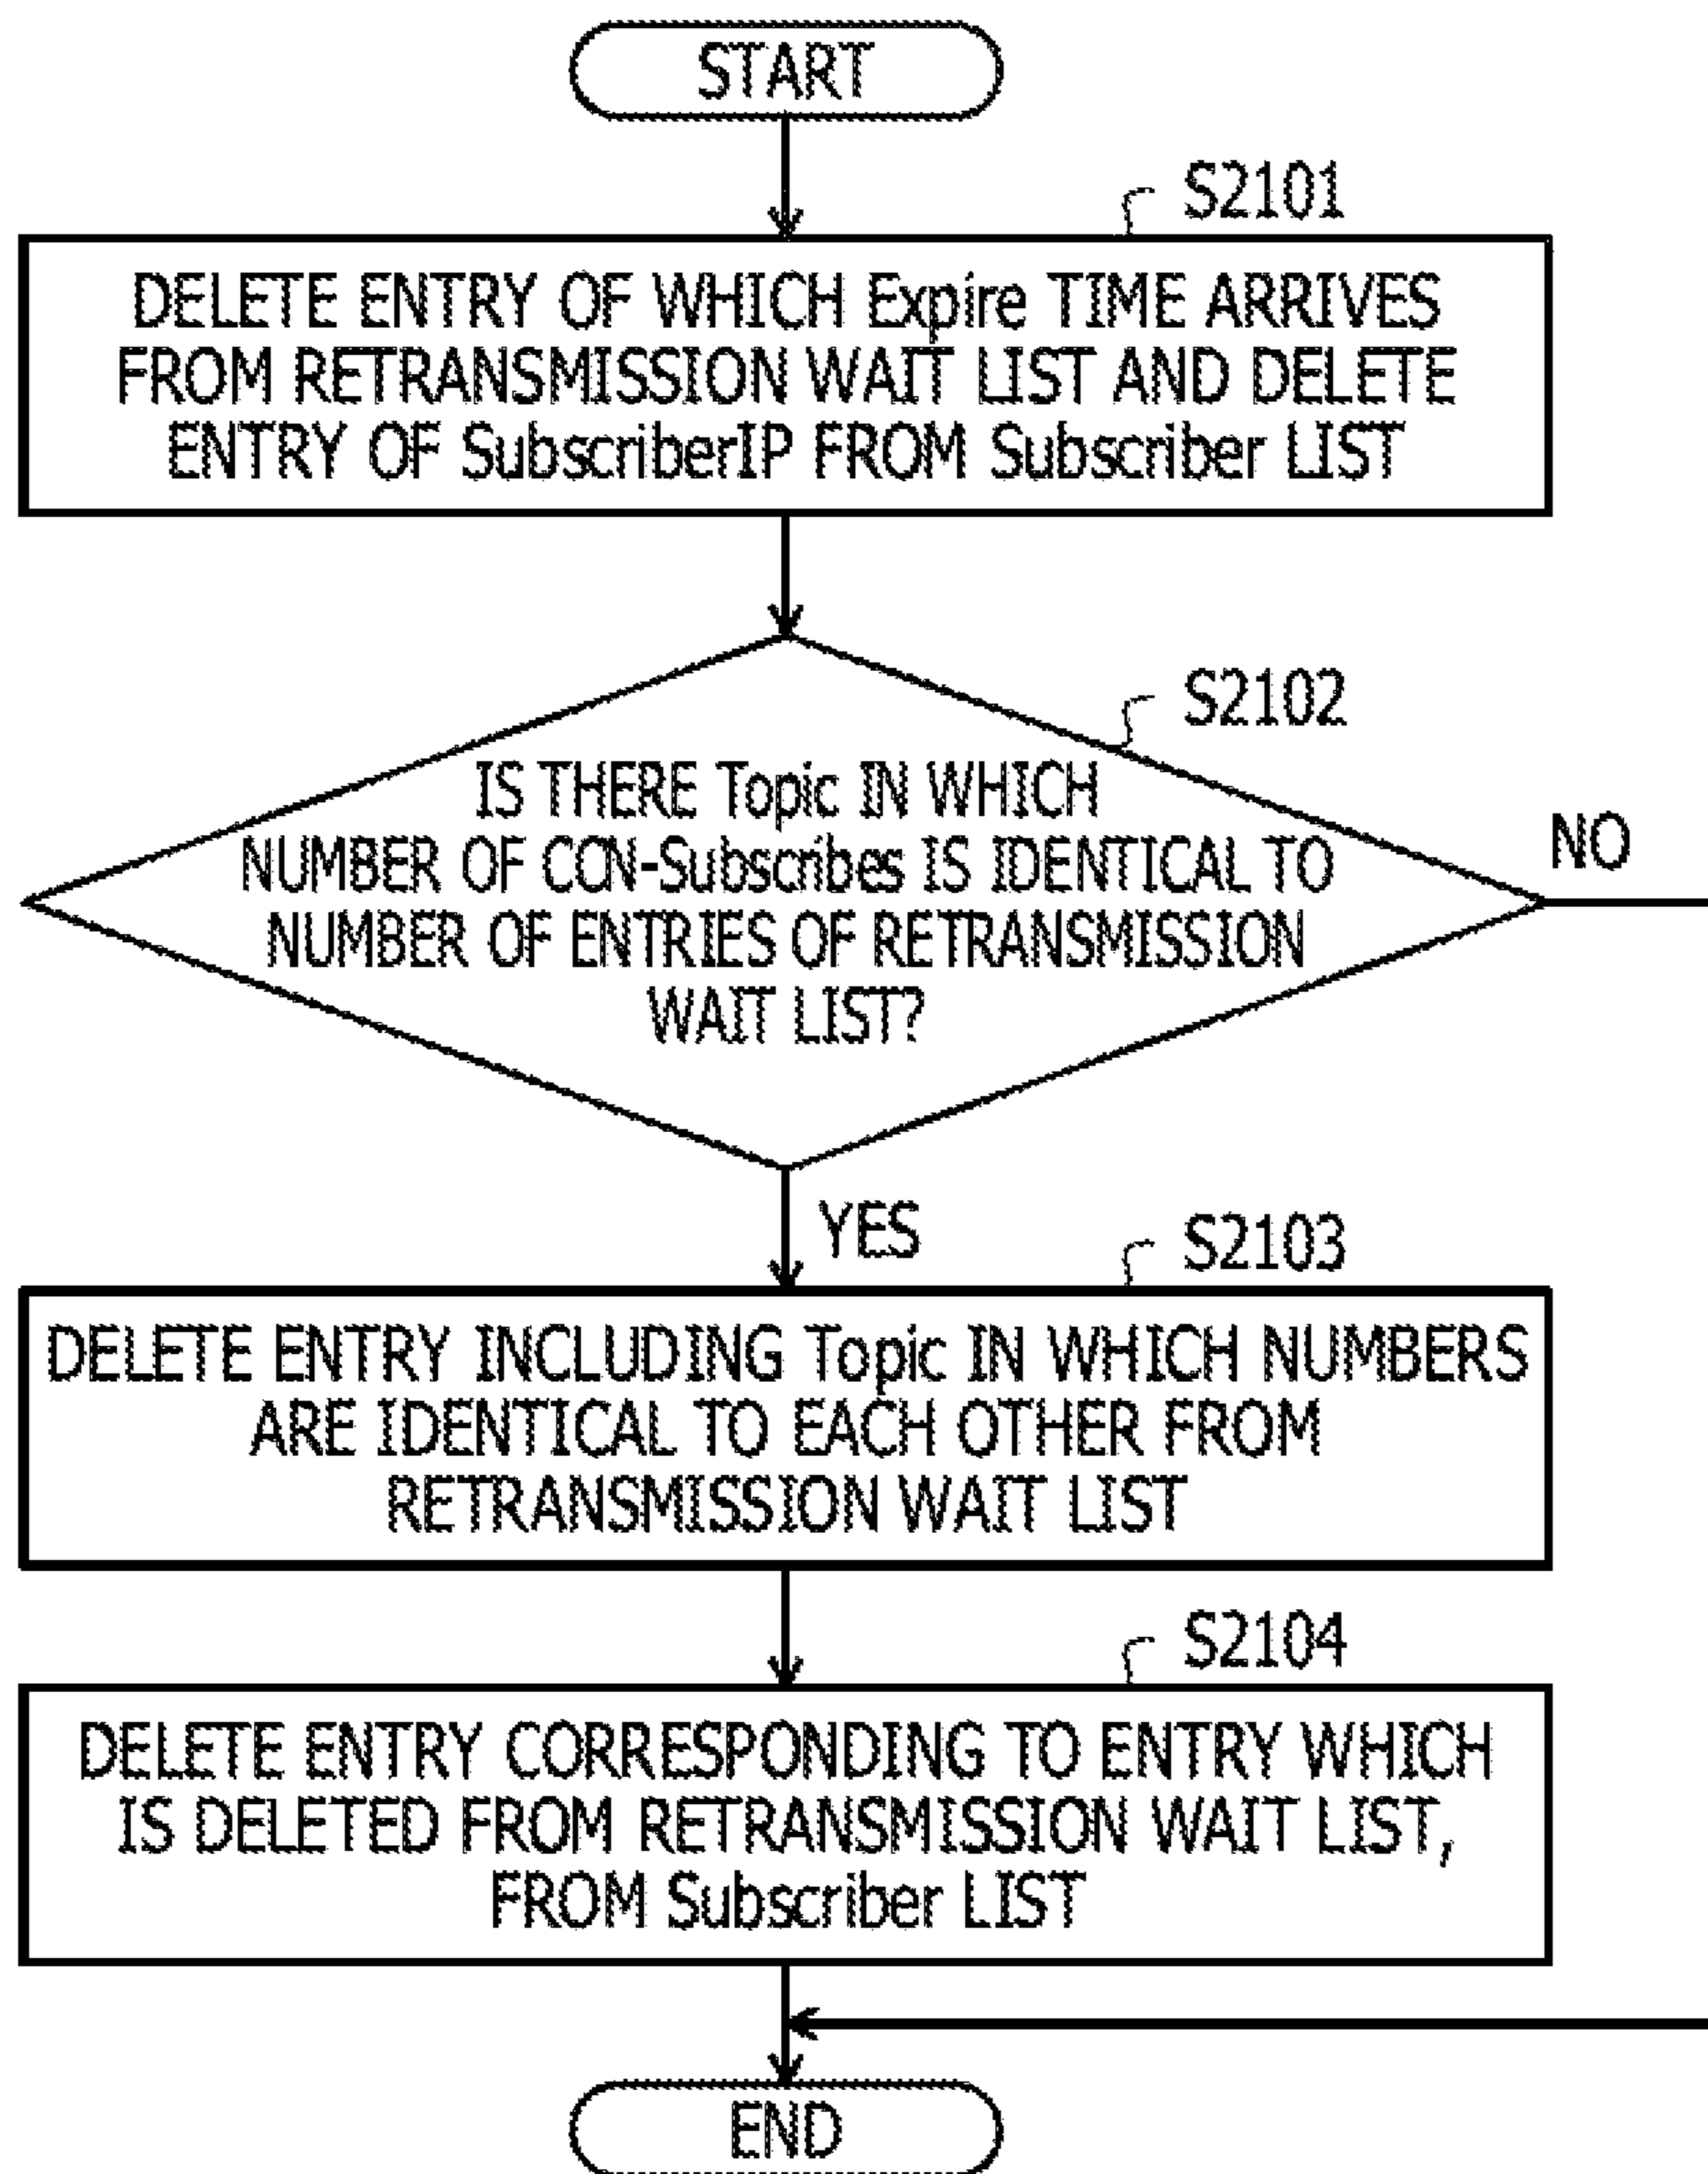 START
S2101
DELETE ENTRY OF WHICH Expire TIME ARRIVES
FROM RETRANSMISSION WAIT LIST AND DELETE
ENTRY OF SubscriberIP FROM Subscriber LIST
S2102
IS THERE Topic IN WHICH
NUMBER OF CCN-Subscribes IS IDENTICAL TO
NUMBER OF ENTRIES OF RETRANSMISSION
WAIT LIST?
NO
YES
S2103
DELETE ENTRY INCLUDING Topic IN WHICH NUMBERS
ARE IDENTICAL TO EACH OTHER FROM
RETRANSMISSION WAIT LIST
S2104
DELETE ENTRY CORRESPONDING TO ENTRY WHICH
IS DELETED FROM RETRANSMISSION WAIT LIST,
FROM Subscriber LIST
END